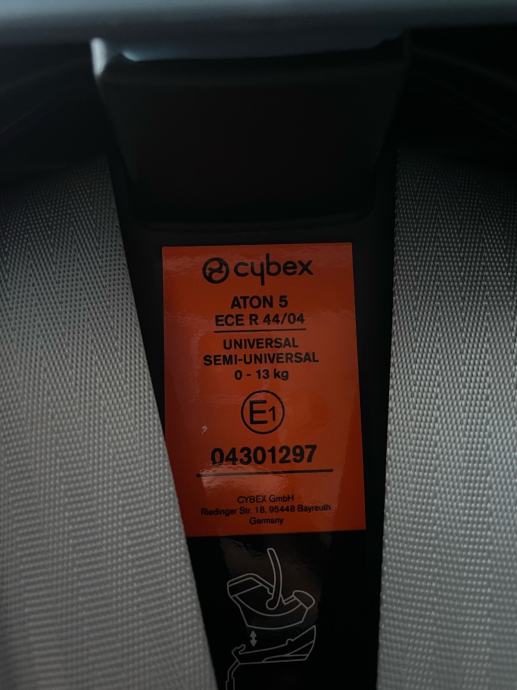 cybex
ATON 5
ECE R 44/04
UNIVERSAL
SEMI-UNIVERSAL
0 - 13 kg
E1
04301297
CYBEX GmbH
Riedinger Str. 18, 95448 Bayreuth
Germany